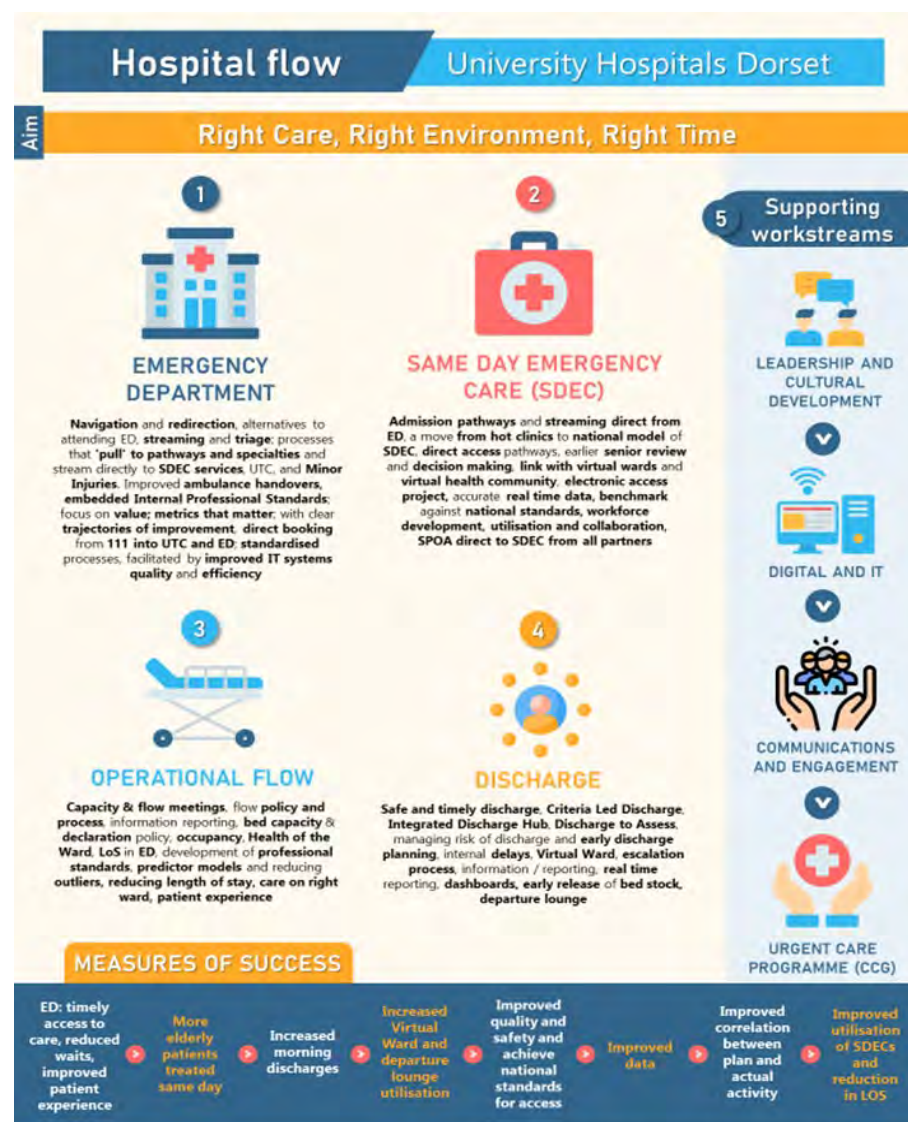 Hospital flow
University Hospitals Dorset
Aim
Right Care, Right Environment, Right Time
1
EMERGENCY
DEPARTMENT
Navigation and redirection, alternatives to
attending ED, streaming and triage; processes
that 'pull' to pathways and specialties and
stream directly to SDEC services, UTC, and Minor
Injuries. Improved ambulance handovers,
embedded Internal Professional Standards;
focus on value; metrics that matter; with clear
trajectories of improvement, direct booking
from 111 into UTC and ED; standardised
processes, facilitated by improved IT systems
quality and efficiency
2
SAME DAY EMERGENCY
CARE (SDEC)
Admission pathways and streaming direct from
ED, a move from hot clinics to national model of
SDEC, direct access pathways, earlier senior review
and decision making, link with virtual wards and
virtual health community, electronic access
project, accurate real time data, benchmark
against national standards, workforce
development, utilisation and collaboration,
SPOA direct to SDEC from all partners
3
OPERATIONAL FLOW
Capacity & flow meetings, flow policy and
process, information reporting, bed capacity &
declaration policy, occupancy, Health of the
Ward, LoS in ED, development of professional
standards, predictor models and reducing
outliers, reducing length of stay, care on right
ward, patient experience
4
DISCHARGE
Safe and timely discharge, Criteria Led Discharge,
Integrated Discharge Hub, Discharge to Assess,
managing risk of discharge and early discharge
planning, internal delays, Virtual Ward, escalation
process, information / reporting, real time
reporting, dashboards, early release of bed stock,
departure lounge
5
Supporting
workstreams
LEADERSHIP AND
CULTURAL
DEVELOPMENT
DIGITAL AND IT
COMMUNICATIONS
AND ENGAGEMENT
URGENT CARE
PROGRAMME (CCG)
MEASURES OF SUCCESS
ED: timely
access to
care, reduced
waits,
improved
patient
experience
More
elderly
patients
treated
same day
Increased
morning
discharges
Increased
Virtual
Ward and
departure
lounge
utilisation
Improved
quality and
safety and
achieve
national
standards
for access
Improved
data
Improved
correlation
between
plan and
actual
activity
Improved
utilisation
of SDECs
and
reduction
in LOS